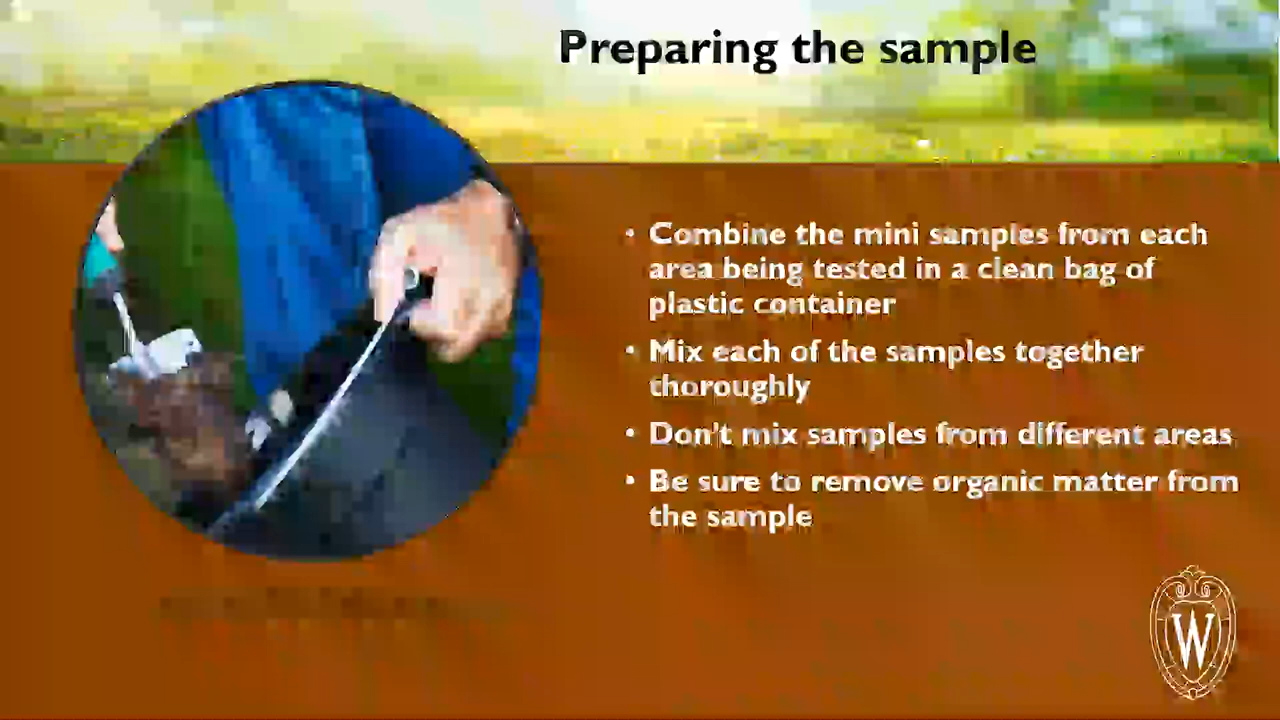 Preparing the sample
• Combine the mini samples from each
area being tested in a clean bag of
plastic container
• Mix each of the samples together
thoroughly
• Don't mix samples from different areas
• Be sure to remove organic matter from
the sample
W